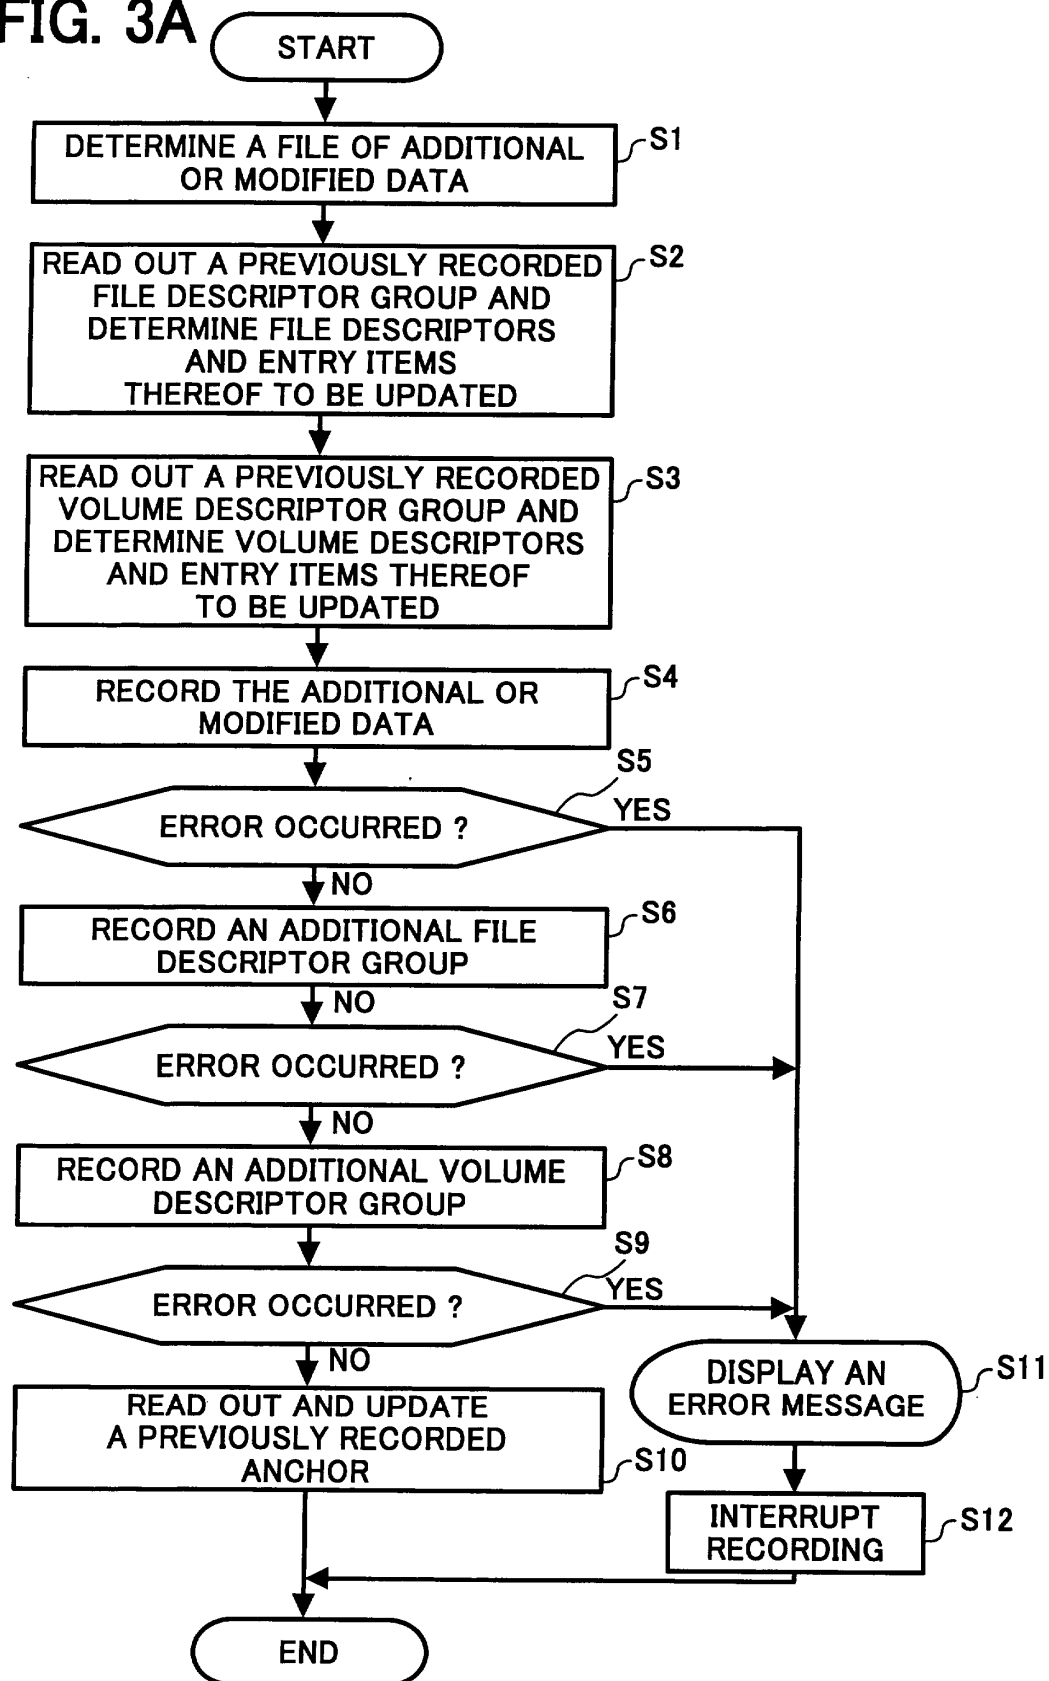 FIG. 3A
START
DETERMINE A FILE OF ADDITIONAL
OR MODIFIED DATA
S1
READ OUT A PREVIOUSLY RECORDED
FILE DESCRIPTOR GROUP AND
DETERMINE FILE DESCRIPTORS
AND ENTRY ITEMS
THEREOF TO BE UPDATED
S2
READ OUT A PREVIOUSLY RECORDED
VOLUME DESCRIPTOR GROUP AND
DETERMINE VOLUME DESCRIPTORS
AND ENTRY ITEMS THEREOF
TO BE UPDATED
S3
RECORD THE ADDITIONAL OR
MODIFIED DATA
S4
S5
ERROR OCCURRED ?
YES
NO
RECORD AN ADDITIONAL FILE
DESCRIPTOR GROUP
S6
NO
S7
ERROR OCCURRED ?
YES
NO
RECORD AN ADDITIONAL VOLUME
DESCRIPTOR GROUP
S8
S9
ERROR OCCURRED ?
YES
NO
READ OUT AND UPDATE
A PREVIOUSLY RECORDED
ANCHOR
S10
DISPLAY AN
ERROR MESSAGE
S11
INTERRUPT
RECORDING
S12
END